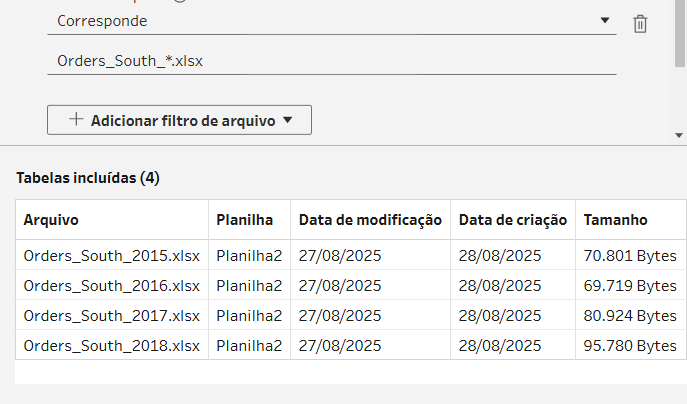 Corresponde
Orders_South_*.xlsx
Adicionar filtro de arquivo
Tabelas incluídas (4)
Arquivo Planilha Data de modificação Data de criação Tamanho
Orders_South_2015.xlsx Planilha2 27/08/2025 28/08/2025 70.801 Bytes
Orders_South_2016.xlsx Planilha2 27/08/2025 28/08/2025 69.719 Bytes
Orders_South_2017.xlsx Planilha2 27/08/2025 28/08/2025 80.924 Bytes
Orders_South_2018.xlsx Planilha2 27/08/2025 28/08/2025 95.780 Bytes